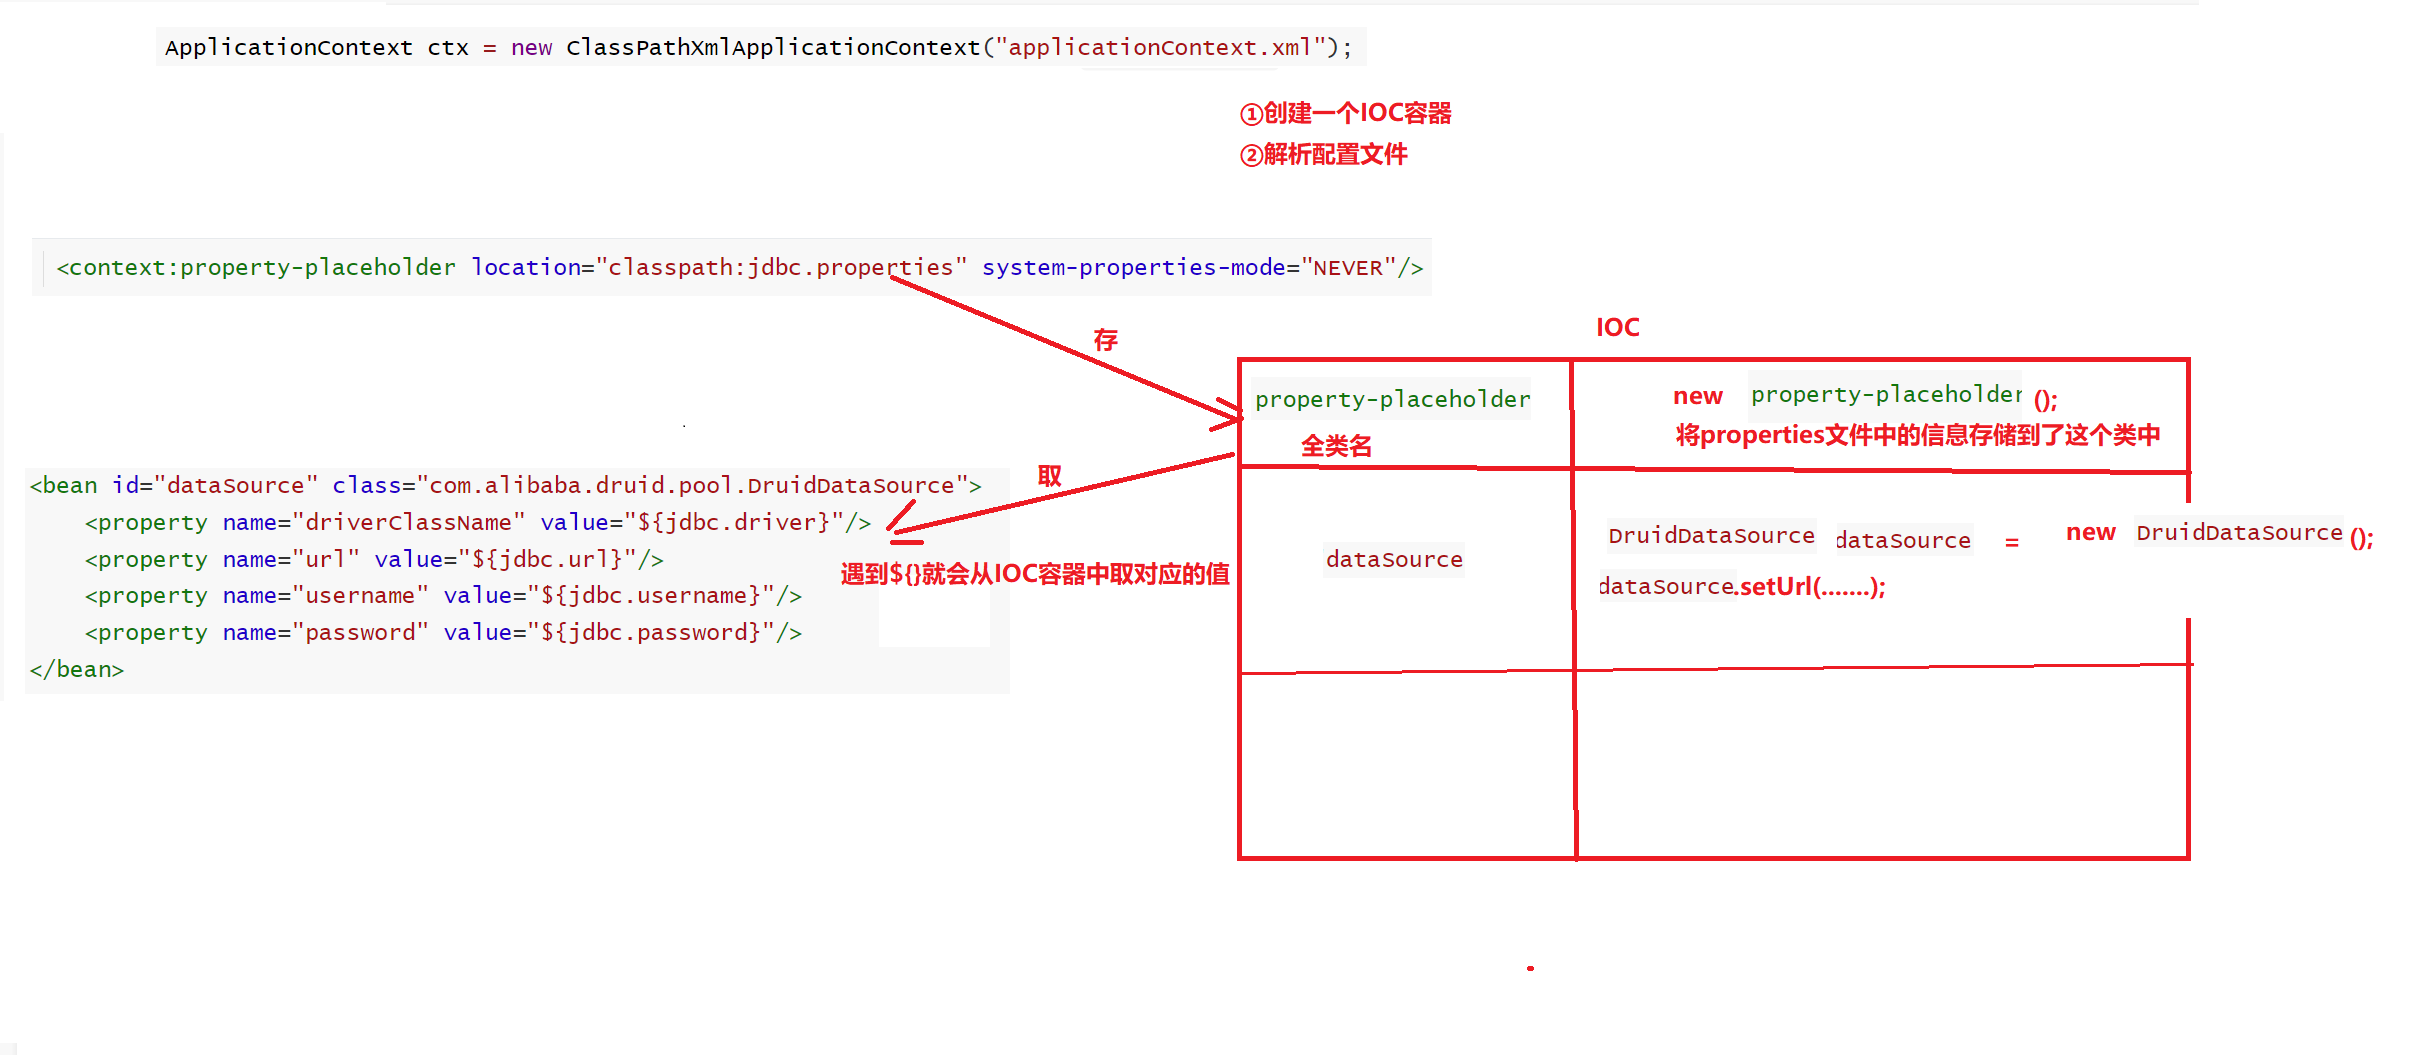 ApplicationContext ctx = new ClassPathXmlApplicationContext("applicationContext.xml");
①创建一个IOC容器
②解析配置文件
<context:property-placeholder location="classpath:jdbc.properties" system-properties-mode="NEVER"/>
存
IOC
property-placeholder
全类名
new property-placeholder ();
将properties文件中的信息存储到了这个类中
取
<bean id="dataSource" class="com.alibaba.druid.pool.DruidDataSource">
    <property name="driverClassName" value="${jdbc.driver}"/>
    <property name="url" value="${jdbc.url}"/>
    <property name="username" value="${jdbc.username}"/>
    <property name="password" value="${jdbc.password}"/>
</bean>
遇到${}就会从IOC容器中取对应的值
dataSource
DruidDataSource dataSource = new DruidDataSource ();
dataSource.setUrl(.......);